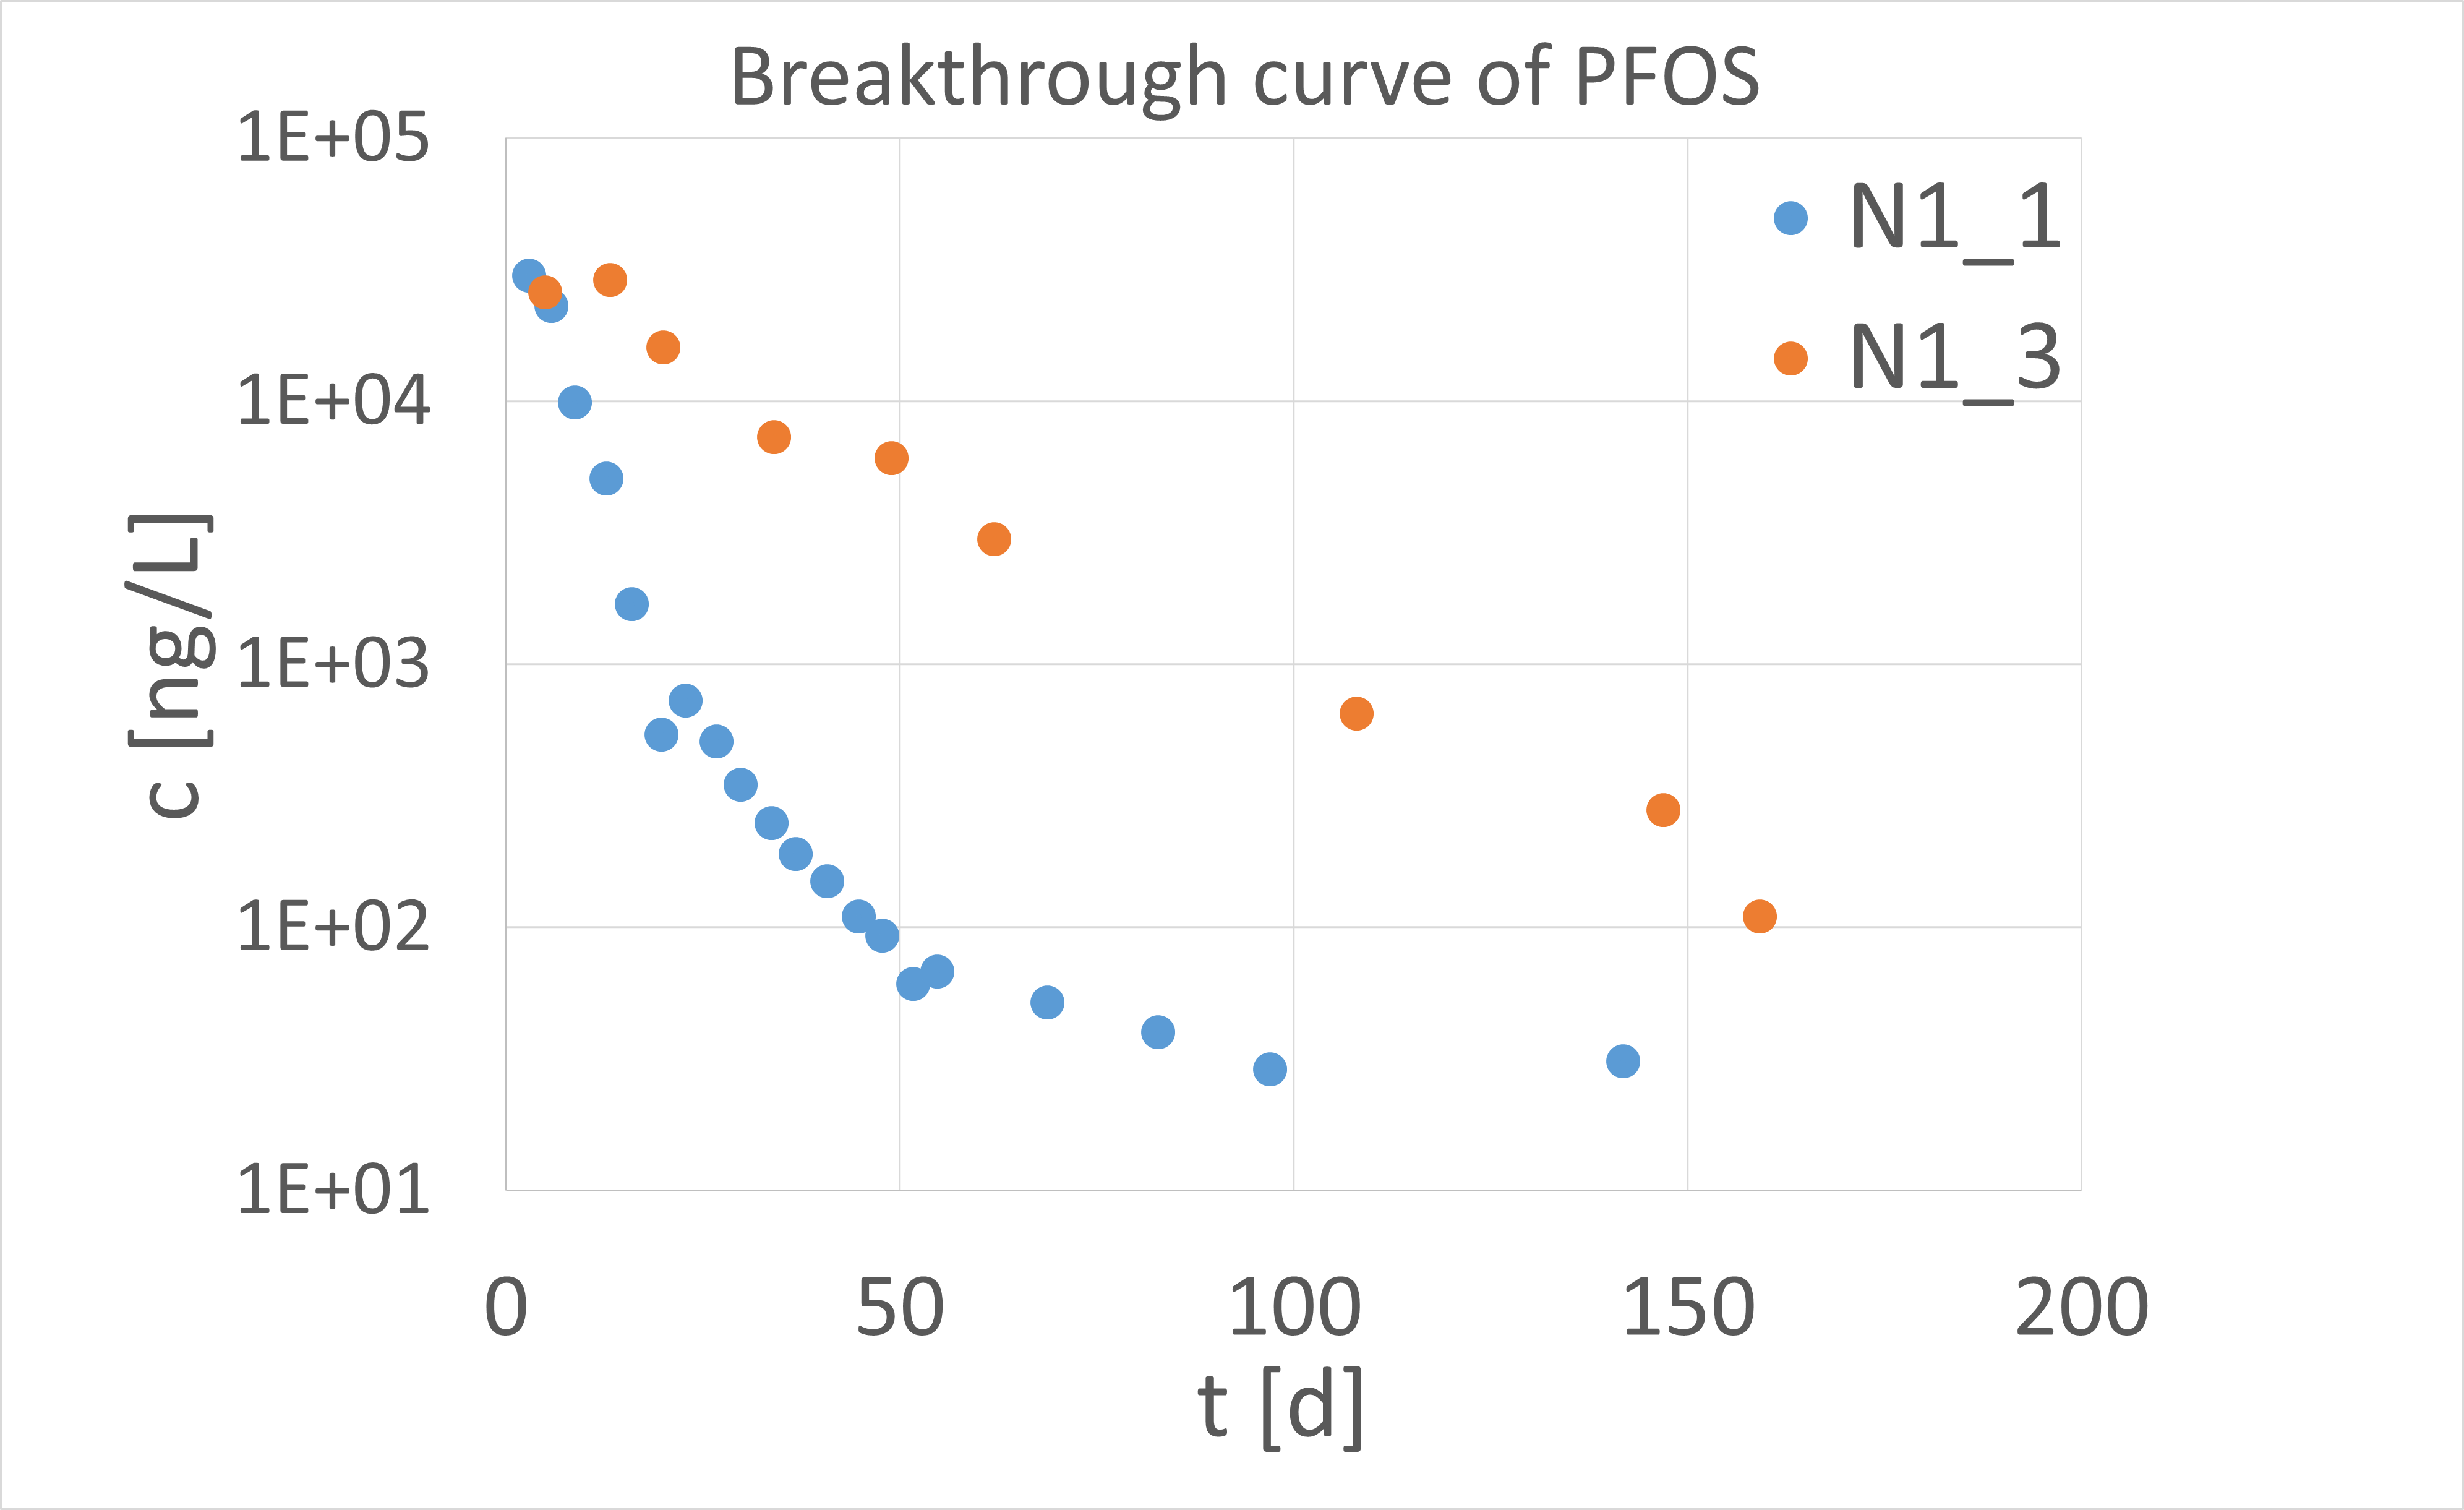 Breakthrough curve of PFOS
1E+05
1E+04
1E+03
1E+02
1E+01
c [ng/L]
N1_1
N1_3
0 50 100 150 200
t [d]